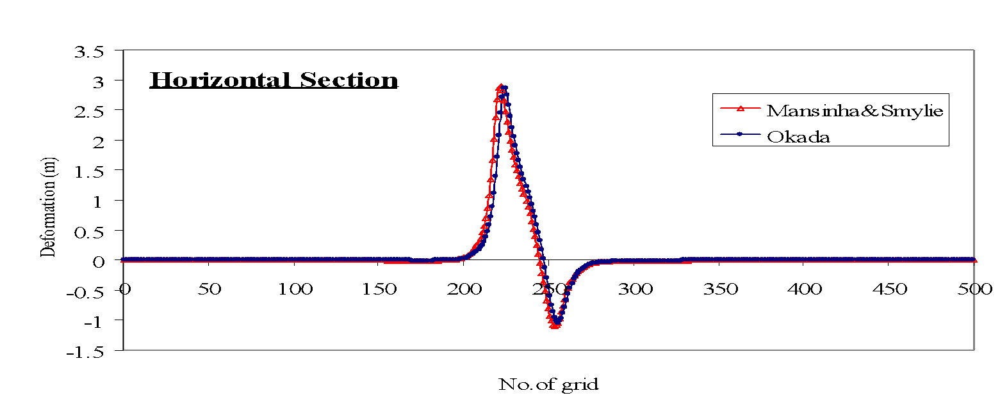 Horizontal Section
3.5
3
2.5
2
1.5
1
0.5
0
-0.5
-1
-1.5
Deformation (m)
Mansinha& Smylie
Okada
0 50 100 150 200 250 300 350 400 450 500
No. of grid